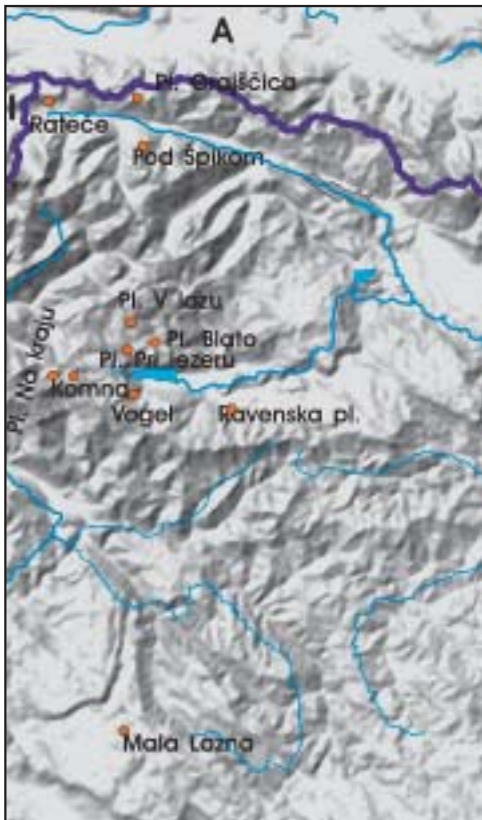 A
Pl. Grajščica
I
Rateče
Pod Špikom
Pl. V lazu
Pl. Blato
Pl. Pri Jezeru
Pl. Na kraju
Komna
Vogel
Ravenska pl.
Mala Lazna